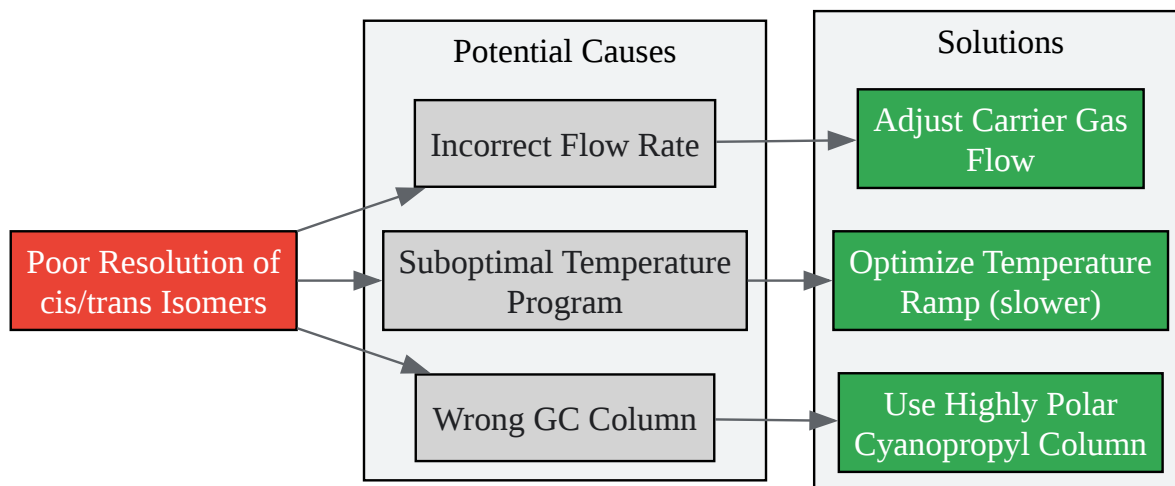 Potential Causes
Solutions
Incorrect Flow Rate
Adjust Carrier Gas
Flow
Poor Resolution of
cis/trans Isomers
Suboptimal Temperature
Program
Optimize Temperature
Ramp (slower)
Wrong GC Column
Use Highly Polar
Cyanopropyl Column